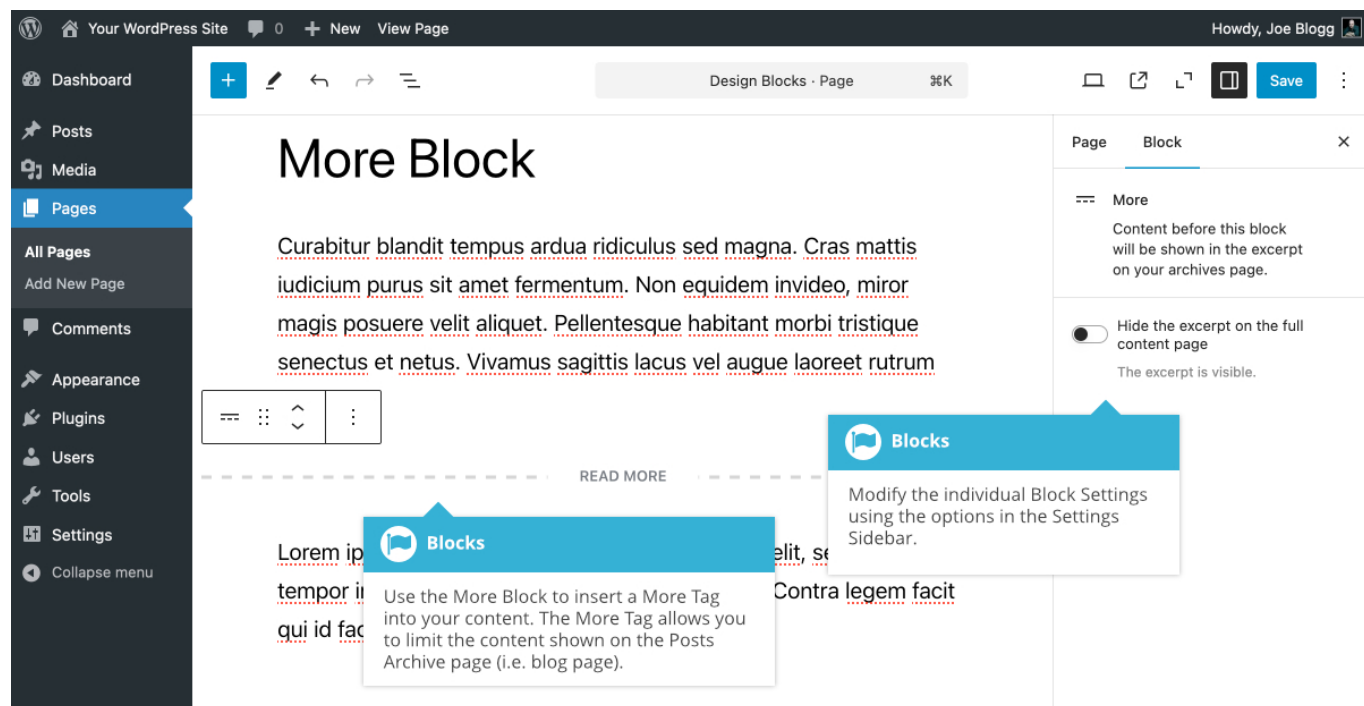 Your WordPress Site 0 + New View Page Howdy, Joe Blogg
Dashboard
Posts
Media
Pages
All Pages
Add New Page
Comments
Appearance
Plugins
Users
Tools
Settings
Collapse menu
Design Blocks · Page ⌘K
Save
More Block
Curabitur blandit tempus ardua ridiculus sed magna. Cras mattis
iudicium purus sit amet fermentum. Non equidem invideo, miror
magis posuere velit aliquet. Pellentesque habitant morbi tristique
senectus et netus. Vivamus sagittis lacus vel augue laoreet rutrum
READ MORE
Lorem elit,
tempor Contra legem facit
qui id
Blocks
Use the More Block to insert a More Tag
into your content. The More Tag allows you
to limit the content shown on the Posts
Archive page (i.e. blog page).
Page Block
More
Content before this block
will be shown in the excerpt
on your archives page.
Hide the excerpt on the full
content page
The excerpt is visible.
Blocks
Modify the individual Block Settings
using the options in the Settings
Sidebar.